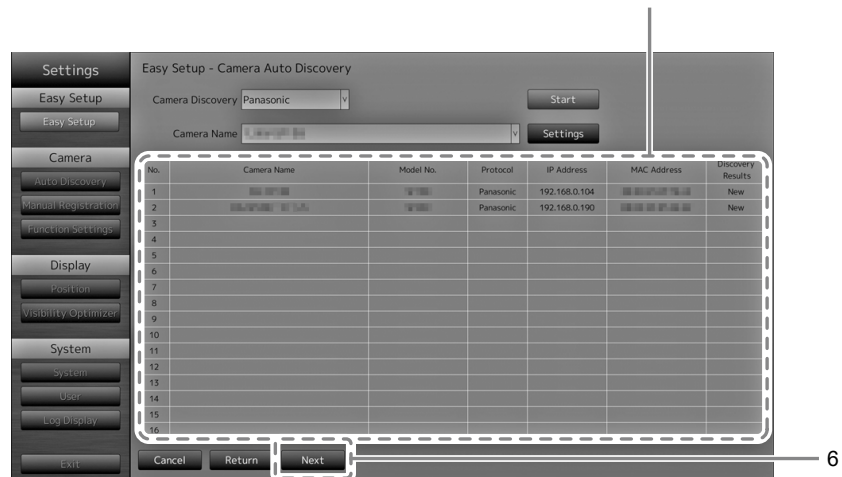 Settings
Easy Setup - Camera Auto Discovery
Easy Setup
Easy Setup
Camera Discovery Panasonic Start
Camera Name Settings
Camera
Auto Discovery
Manual Registration
Function Settings
Display
Position
Visibility Optimizer
System
System
User
Log Display
Exit
No. Camera Name Model No. Protocol IP Address MAC Address Discovery Results
1 Panasonic 192.168.0.104 New
2 Panasonic 192.168.0.190 New
3
4
5
6
7
8
9
10
11
12
13
14
15
16
Cancel Return Next
6